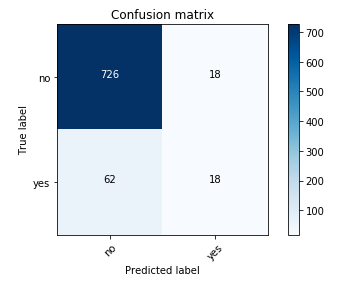 Confusion matrix
no
726
18
yes
62
18
no
yes
True label
Predicted label
700
600
500
400
300
200
100